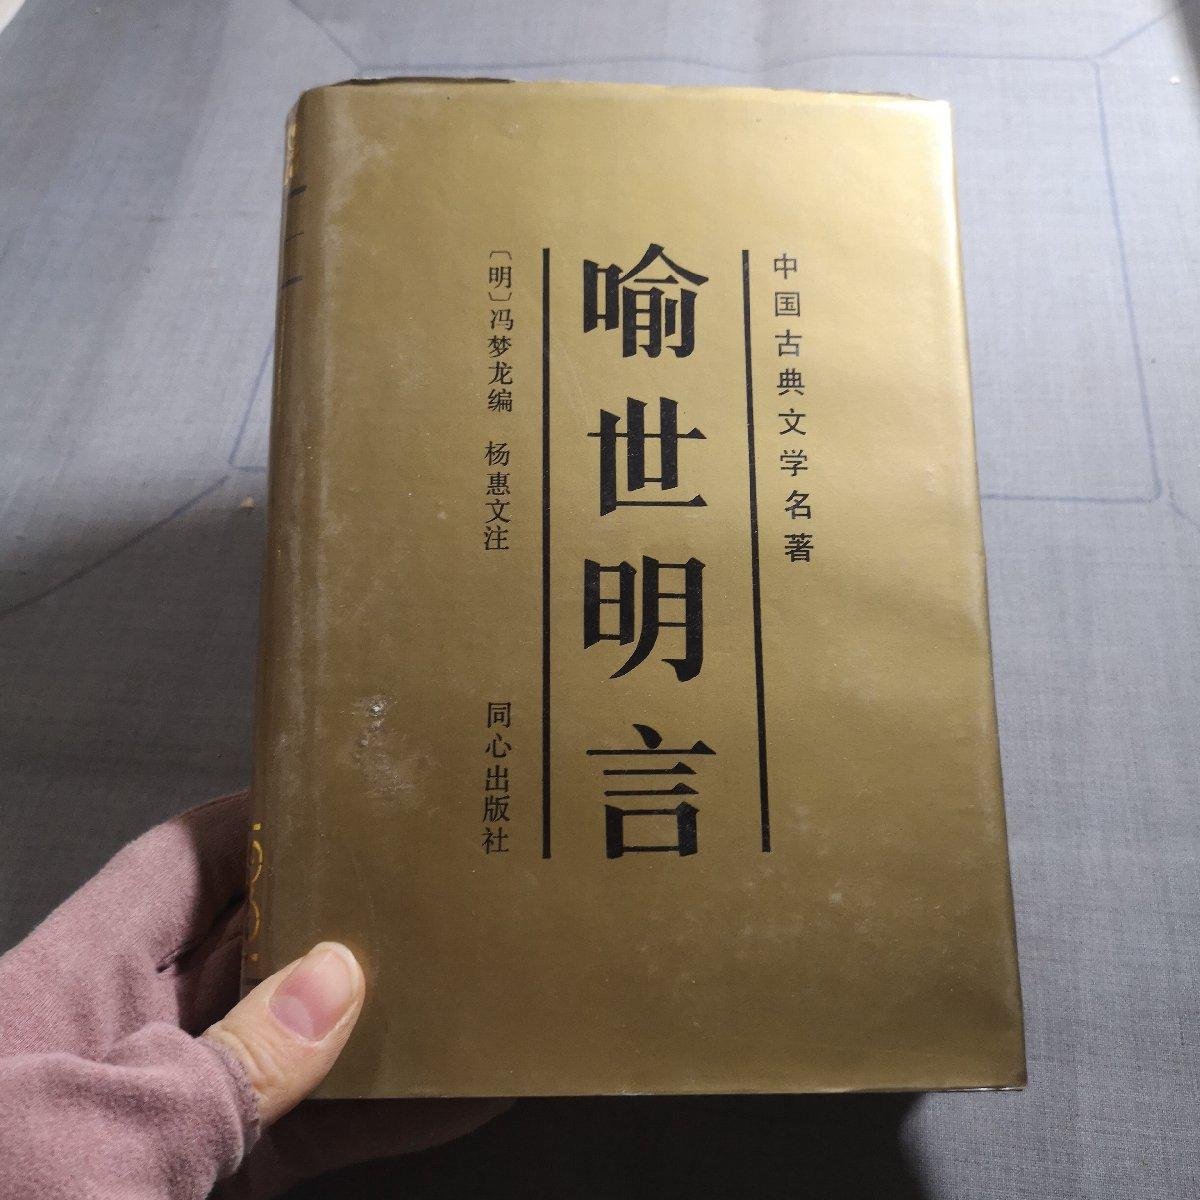 中国古典文学名著
喻世明言
〔明〕冯梦龙编 杨惠文注
同心出版社